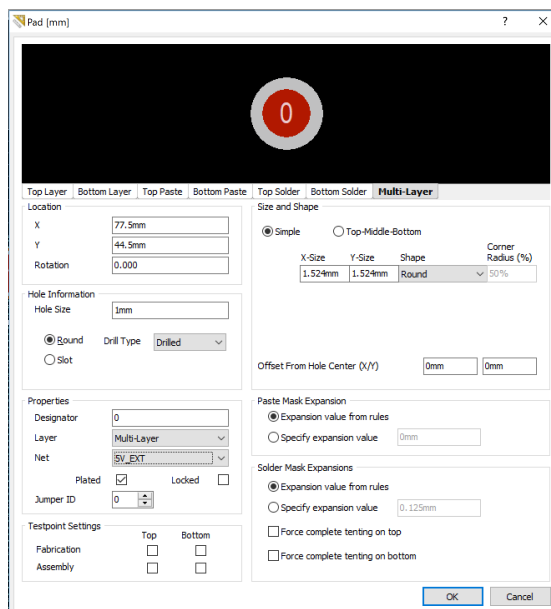 Pad [mm]
?
0
Top Layer Bottom Layer Top Paste Bottom Paste Top Solder Bottom Solder Multi-Layer
Location
X 77.5mm
Y 44.5mm
Rotation 0.000
Hole Information
Hole Size 1mm
Round Drill Type Drilled
Slot
Properties
Designator 0
Layer Multi-Layer
Net 5V_EXT
Plated Locked
Jumper ID 0
Testpoint Settings
Top Bottom
Fabrication
Assembly
Size and Shape
Simple Top-Middle-Bottom
X-Size Y-Size Shape Corner Radius (%)
1.524mm 1.524mm Round 50%
Offset From Hole Center (X/Y) 0mm 0mm
Paste Mask Expansion
Expansion value from rules
Specify expansion value 0mm
Solder Mask Expansions
Expansion value from rules
Specify expansion value 0.125mm
Force complete tenting on top
Force complete tenting on bottom
OK Cancel